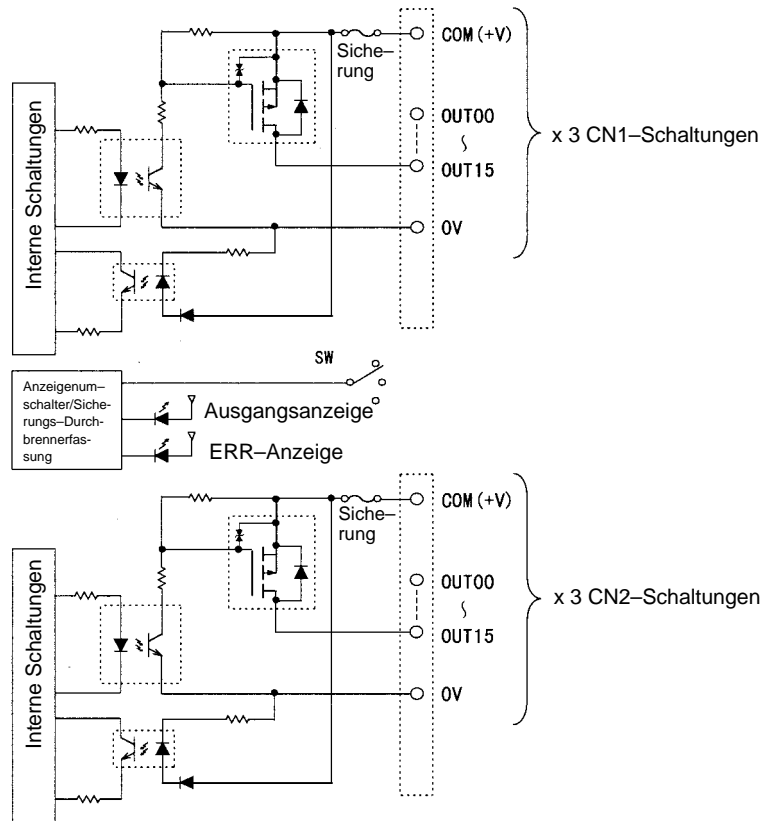 COM (+V)
Siche–
rung
OUT00
OUT15
0V
x 3 CN1–Schaltungen
Interne Schaltungen
SW
Anzeigenum–
schalter/Siche–
rungs–Durch–
brennerfas–
sung
Ausgangsanzeige
ERR–Anzeige
COM (+V)
Siche–
rung
OUT00
OUT15
0V
x 3 CN2–Schaltungen
Interne Schaltungen